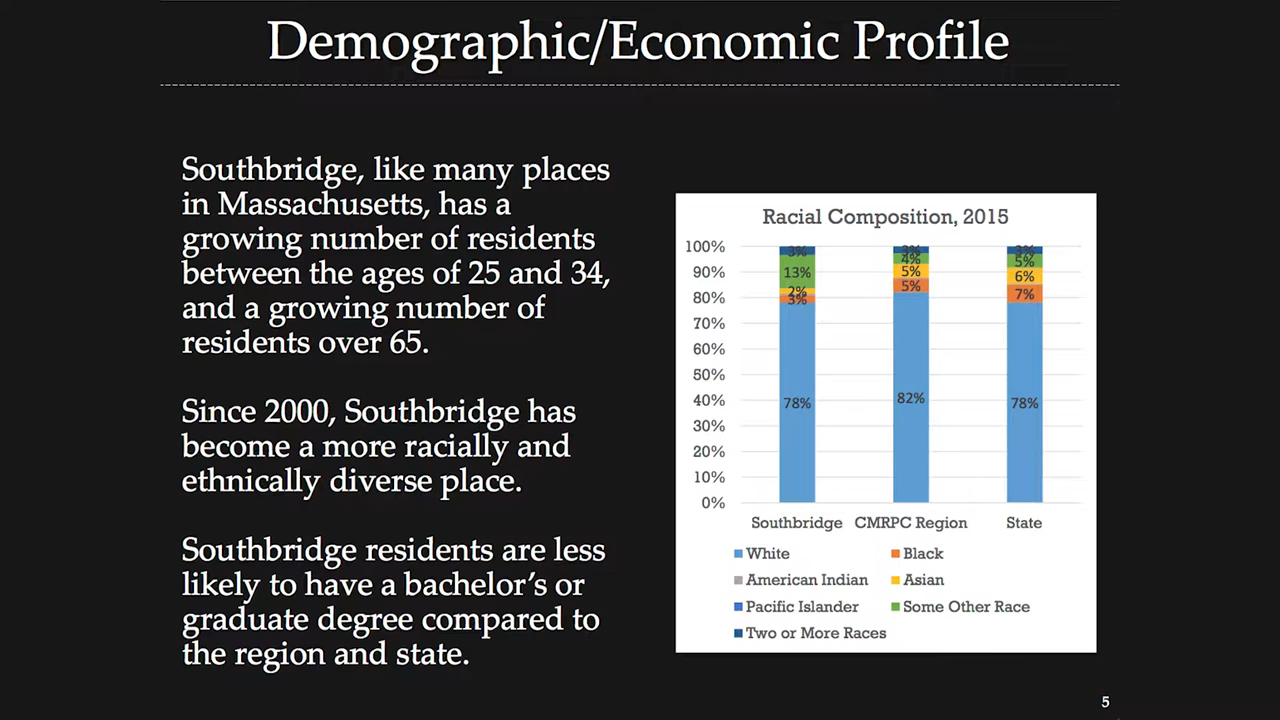 Demographic/Economic Profile
Southbridge, like many places
in Massachusetts, has a
growing number of residents
between the ages of 25 and 34,
and a growing number of
residents over 65.
Since 2000, Southbridge has
become a more racially and
ethnically diverse place.
Southbridge residents are less
likely to have a bachelor's or
graduate degree compared to
the region and state.
Racial Composition, 2015
100%
90%
80%
70%
60%
50%
40%
30%
20%
10%
0%
3%
13%
2%
3%
78%
3%
4%
5%
5%
82%
3%
5%
6%
7%
78%
Southbridge CMRPC Region State
White Black
American Indian Asian
Pacific Islander Some Other Race
Two or More Races
5